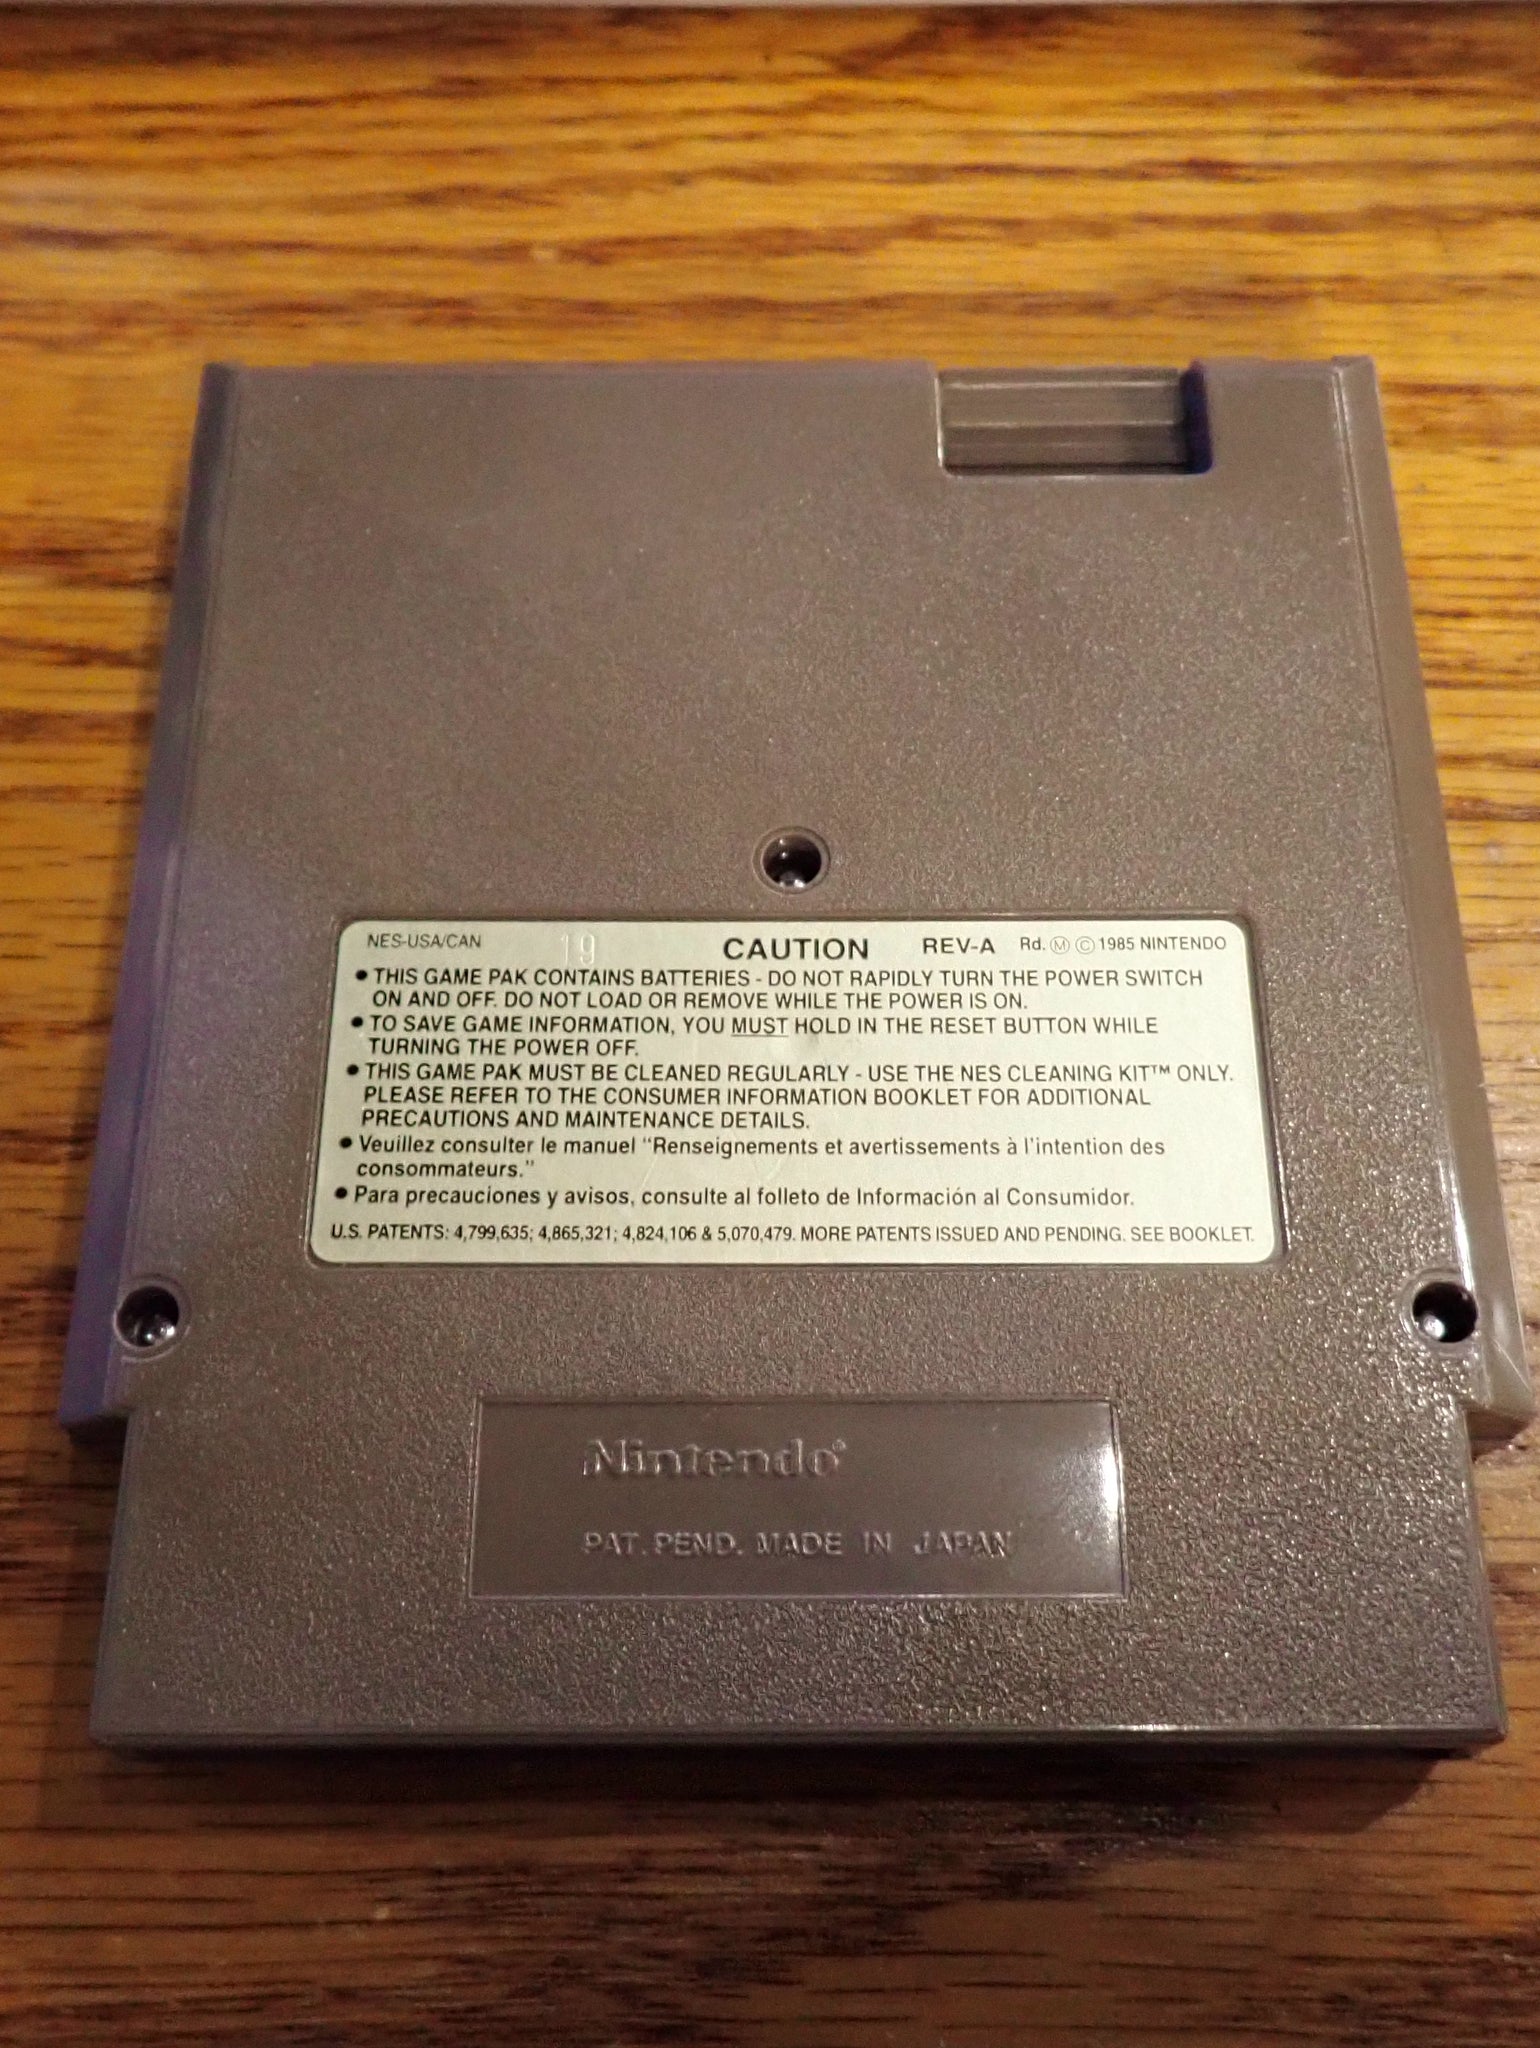 NES-USA/CAN 19 CAUTION REV-A Rd. Ⓜ © 1985 NINTENDO
● THIS GAME PAK CONTAINS BATTERIES - DO NOT RAPIDLY TURN THE POWER SWITCH
ON AND OFF. DO NOT LOAD OR REMOVE WHILE THE POWER IS ON.
● TO SAVE GAME INFORMATION, YOU MUST HOLD IN THE RESET BUTTON WHILE
TURNING THE POWER OFF.
● THIS GAME PAK MUST BE CLEANED REGULARLY - USE THE NES CLEANING KIT™ ONLY.
PLEASE REFER TO THE CONSUMER INFORMATION BOOKLET FOR ADDITIONAL
PRECAUTIONS AND MAINTENANCE DETAILS.
● Veuillez consulter le manuel "Renseignements et avertissements à l'intention des
consommateurs."
● Para precauciones y avisos, consulte al folleto de Información al Consumidor.
U.S. PATENTS: 4,799,635; 4,865,321; 4,824,106 & 5,070,479. MORE PATENTS ISSUED AND PENDING. SEE BOOKLET.
Nintendo®
PAT. PEND. MADE IN JAPAN